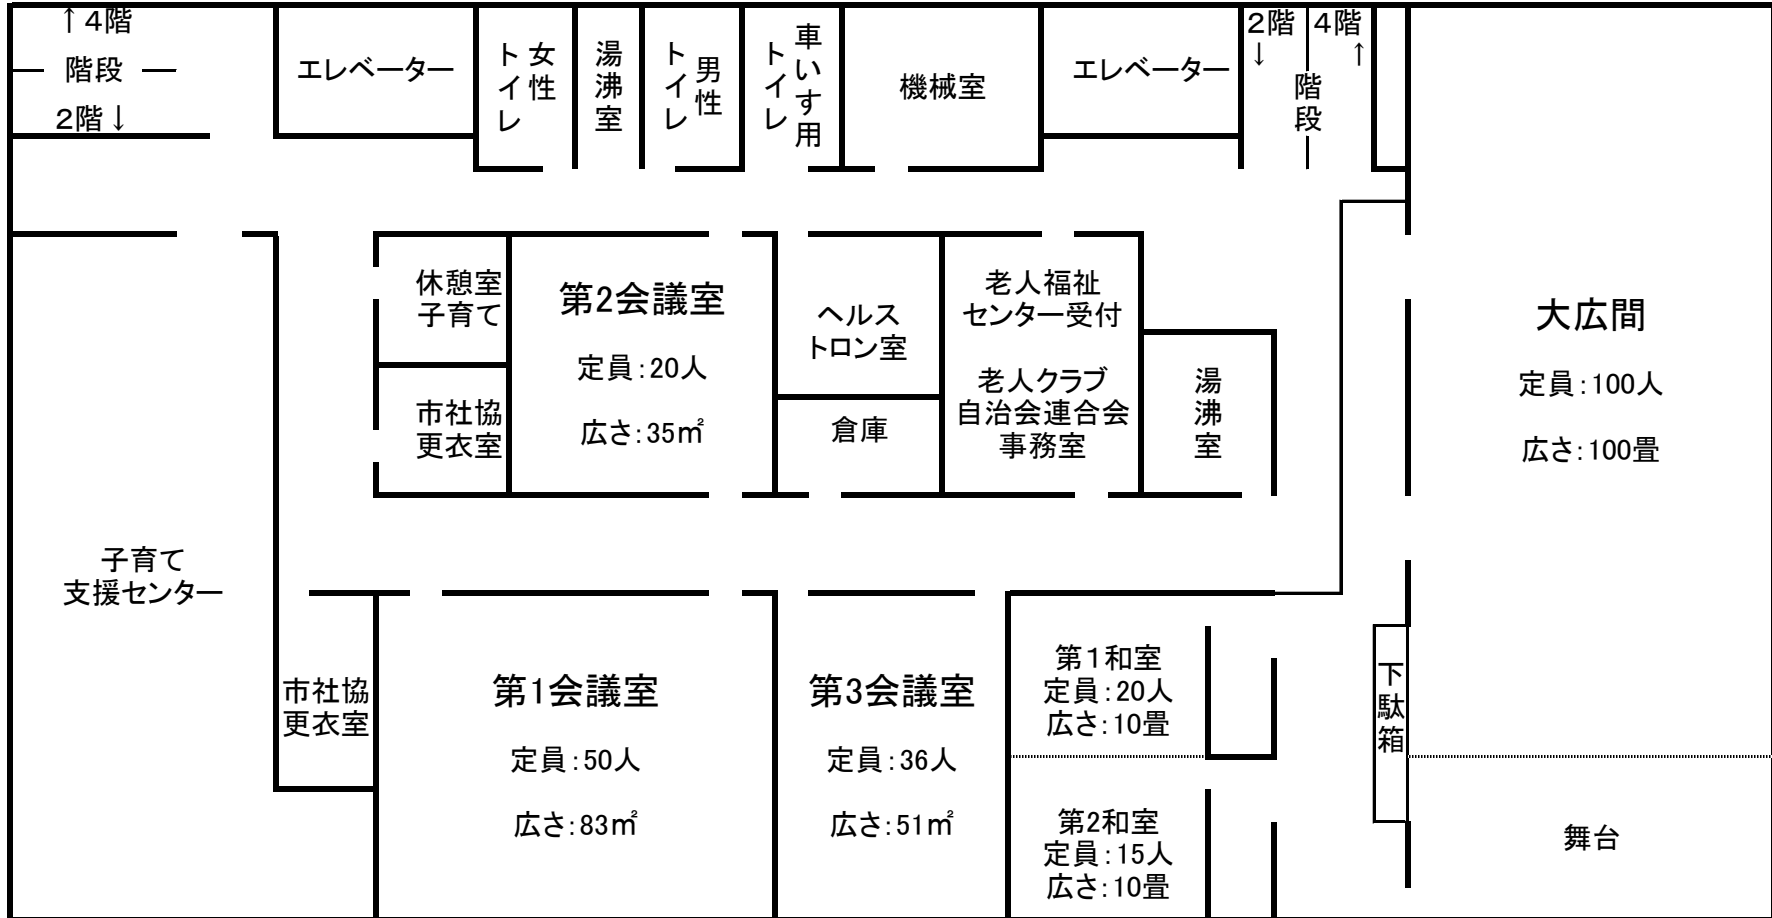 ↑4階
階段
2階↓
エレベーター
女性
トイレ
湯沸室
男性
トイレ
車いす用
トイレ
機械室
エレベーター
2階
↓
4階
↑
階段
休憩室
子育て
市社協
更衣室
第2会議室
定員:20人
広さ:35㎡
ヘルス
トロン室
倉庫
老人福祉
センター受付
老人クラブ
自治会連合会
事務室
湯沸室
大広間
定員:100人
広さ:100畳
子育て
支援センター
市社協
更衣室
第1会議室
定員:50人
広さ:83㎡
第3会議室
定員:36人
広さ:51㎡
第1和室
定員:20人
広さ:10畳
第2和室
定員:15人
広さ:10畳
下駄箱
舞台